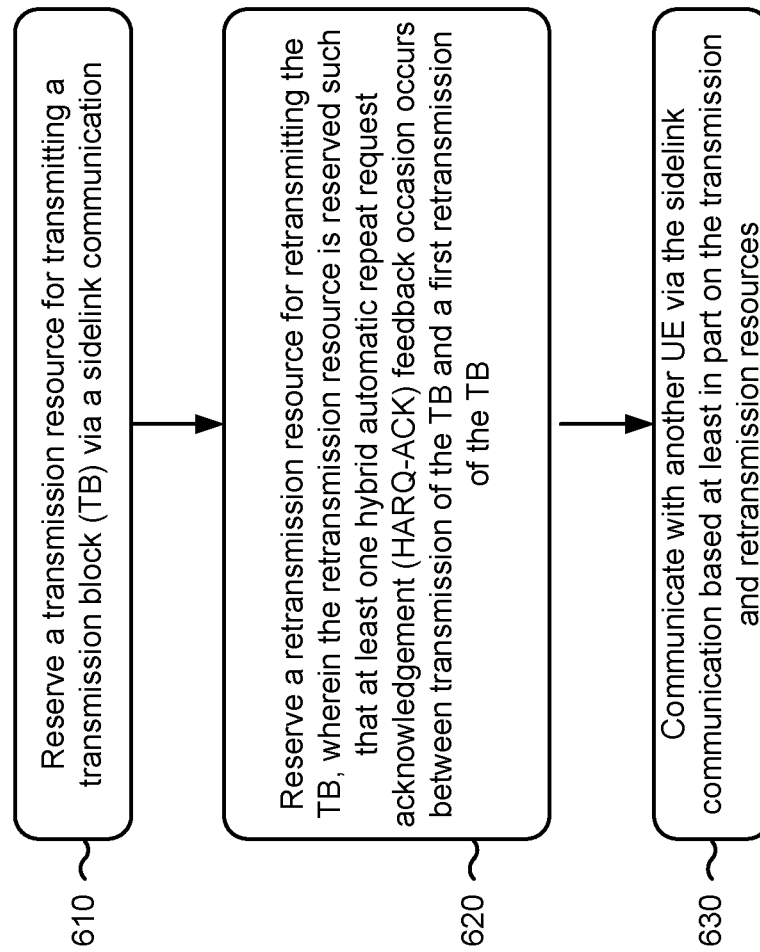 610
Reserve a transmission resource for transmitting a
transmission block (TB) via a sidelink communication
620
Reserve a retransmission resource for retransmitting the
TB, wherein the retransmission resource is reserved such
that at least one hybrid automatic repeat request
acknowledgement (HARQ-ACK) feedback occasion occurs
between transmission of the TB and a first retransmission
of the TB
630
Communicate with another UE via the sidelink
communication based at least in part on the transmission
and retransmission resources